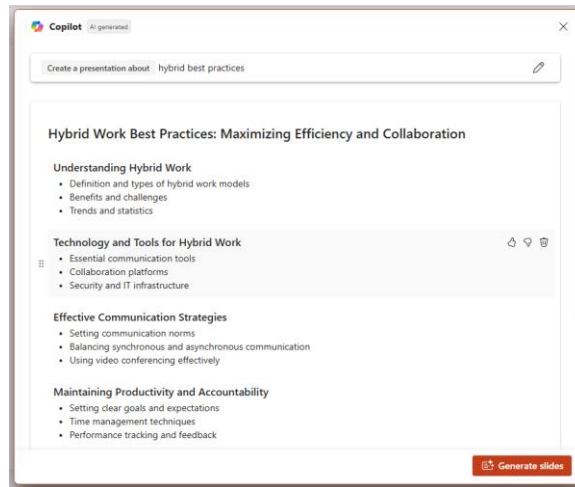 Copilot AI generated
Create a presentation about hybrid best practices
Hybrid Work Best Practices: Maximizing Efficiency and Collaboration
Understanding Hybrid Work
• Definition and types of hybrid work models
• Benefits and challenges
• Trends and statistics
Technology and Tools for Hybrid Work
• Essential communication tools
• Collaboration platforms
• Security and IT infrastructure
Effective Communication Strategies
• Setting communication norms
• Balancing synchronous and asynchronous communication
• Using video conferencing effectively
Maintaining Productivity and Accountability
• Setting clear goals and expectations
• Time management techniques
• Performance tracking and feedback
Generate slides